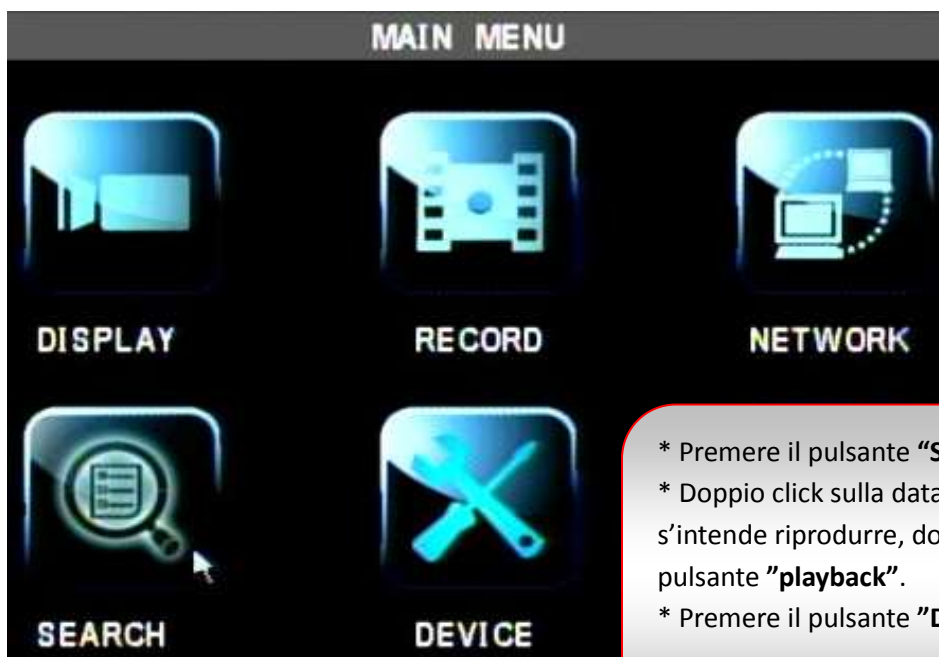 MAIN MENU
DISPLAY
RECORD
NETWORK
SEARCH
DEVICE
* Premere il pulsante
* Doppio click sulla data
s’intende riprodurre,
pulsante ”playback”.
* Premere il pulsante